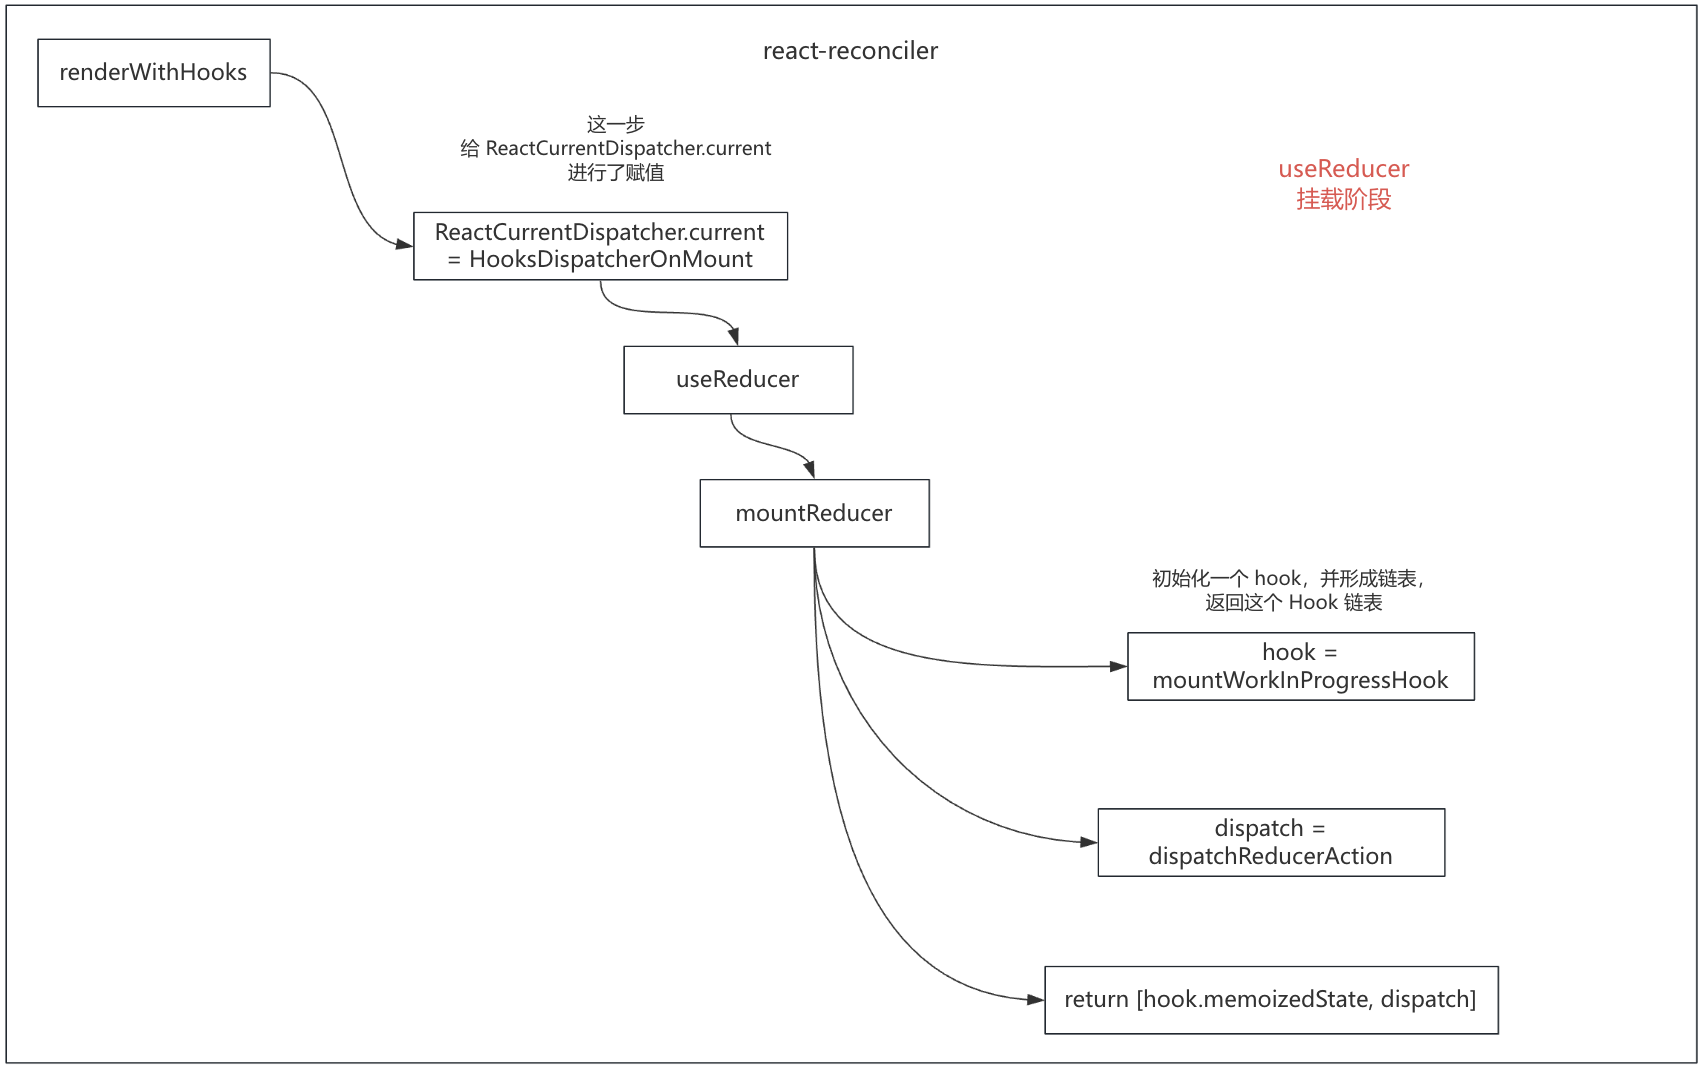 react-reconciler
renderWithHooks
这一步
给 ReactCurrentDispatcher.current
进行了赋值
useReducer
挂载阶段
ReactCurrentDispatcher.current
= HooksDispatcherOnMount
useReducer
mountReducer
初始化一个 hook，并形成链表，
返回这个 Hook 链表
hook =
mountWorkInProgressHook
dispatch =
dispatchReducerAction
return [hook.memoizedState, dispatch]